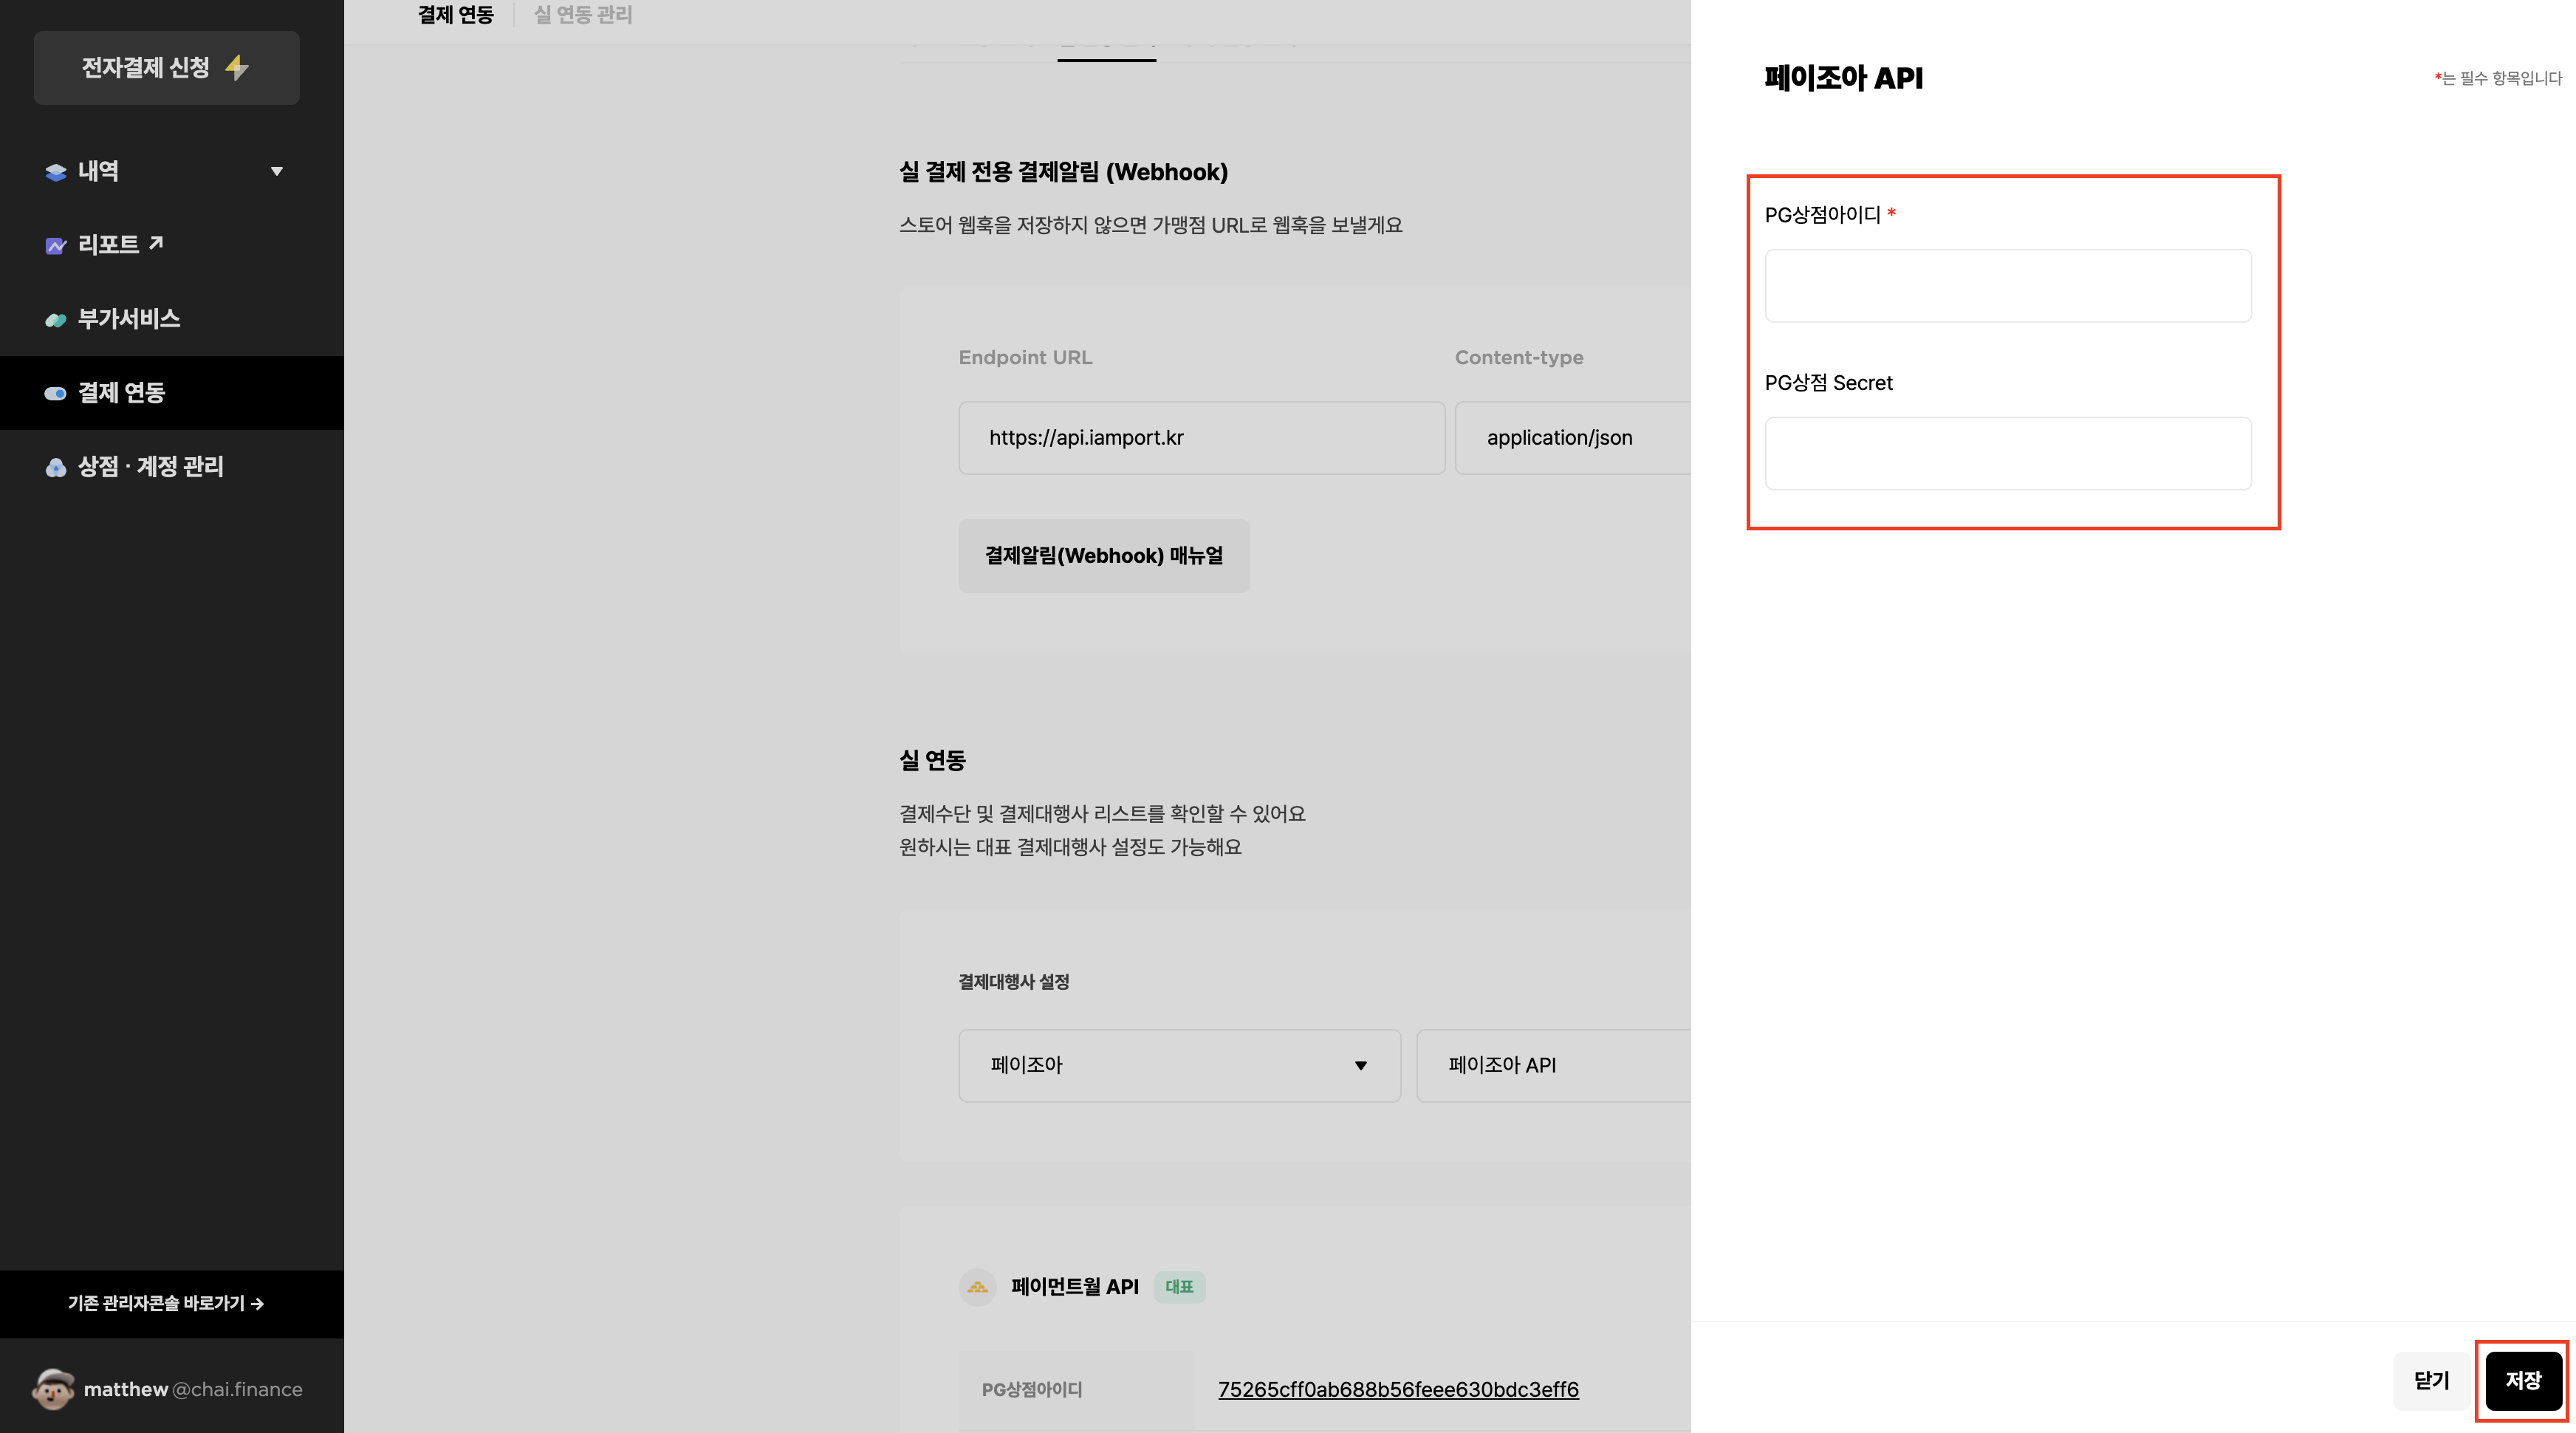 전자결제 신청
내역
리포트
부가서비스
결제 연동
상점 · 계정 관리
기존 관리자콘솔 바로가기 →
matthew @chai.finance
결제 연동
실 연동 관리
실 결제 전용 결제알림 (Webhook)
스토어 웹훅을 저장하지 않으면 가맹점 URL로 웹훅을 보낼게요
Endpoint URL
Content-type
https://api.iamport.kr
application/json
결제알림(Webhook) 매뉴얼
실 연동
결제수단 및 결제대행사 리스트를 확인할 수 있어요
원하시는 대표 결제대행사 설정도 가능해요
결제대행사 설정
페이조아
페이조아 API
페이먼트월 API
대표
PG상점아이디
75265cff0ab688b56feee630bdc3eff6
페이조아 API
*는 필수 항목입니다
PG상점아이디 *
PG상점 Secret
닫기
저장